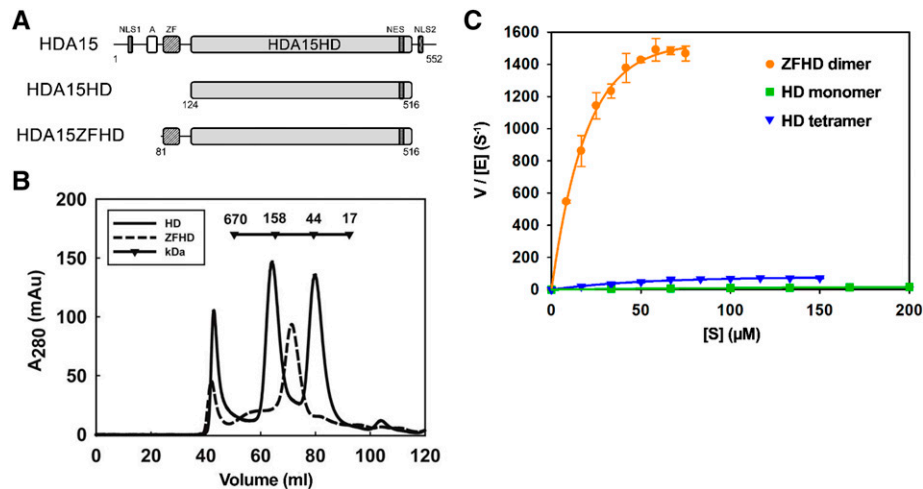 A
NLS1 A ZF NES NLS2
HDA15 HDA15HD
1 552
HDA15HD
124 516
HDA15ZFHD
81 516
B
200
150
100
50
0
A280 (mAu)
HD
ZFHD
kDa
670 158 44 17
0 20 40 60 80 100 120
Volume (ml)
C
1600
1400
1200
1000
800
600
400
200
0
V / [E] (S-1)
ZFHD dimer
HD monomer
HD tetramer
0 50 100 150 200
[S] (µM)